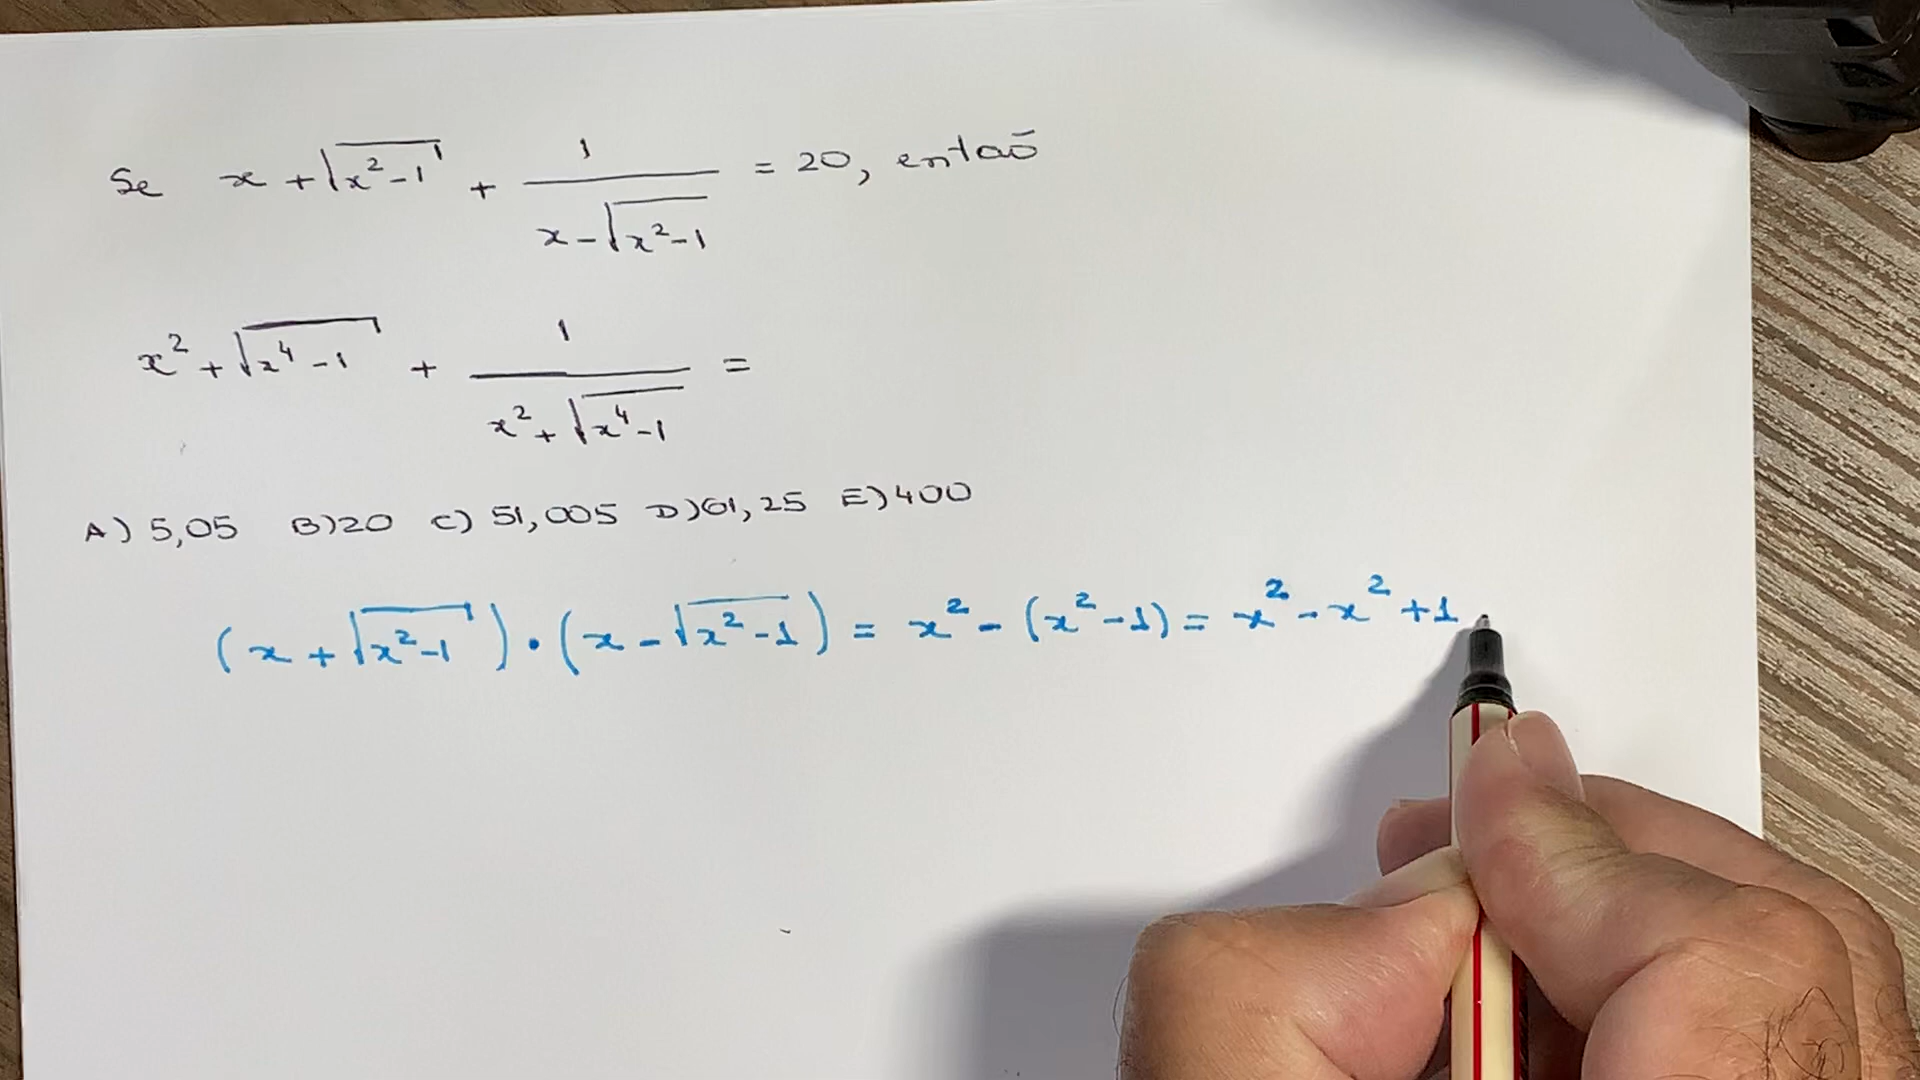 Se x + √(x²-1) + 1/(x - √(x²-1)) = 20, então
x² + √(x⁴-1) + 1/(x² + √(x⁴-1)) =
A) 5,05 B) 20 C) 51,005 D) 61,25 E) 400
(x + √(x²-1)) · (x - √(x²-1)) = x² - (x²-1) = x² - x² + 1